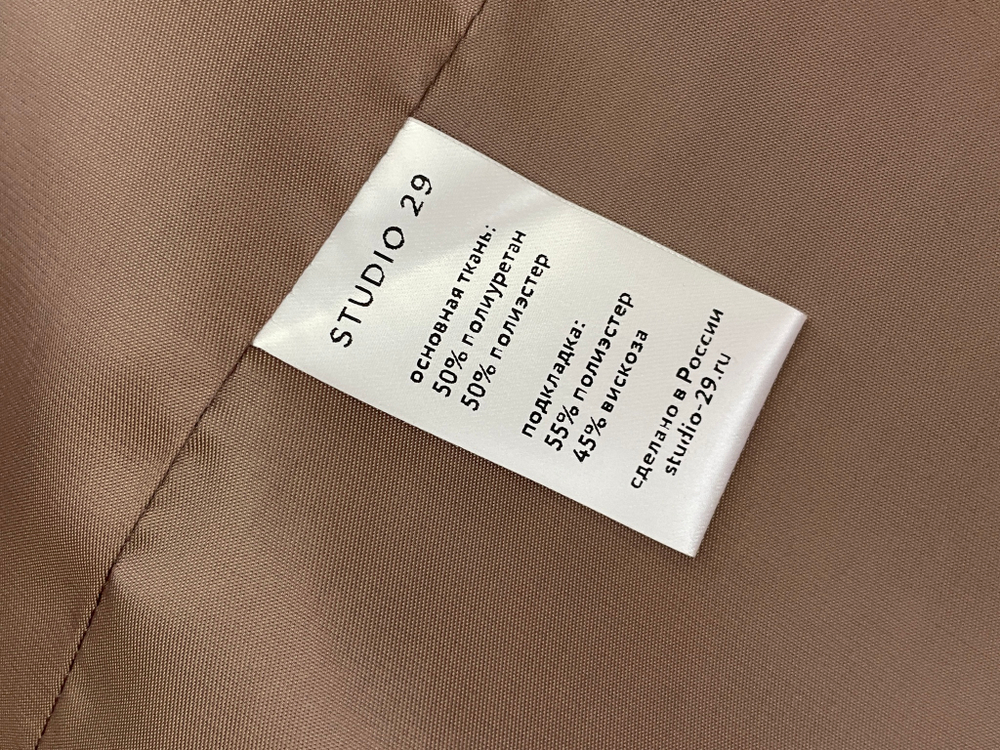 STUDIO 29
основная ткань:
50% полиуретан
50% полиэстер
подкладка:
55% полиэстер
45% вискоза
сделано в России
studio-29.ru